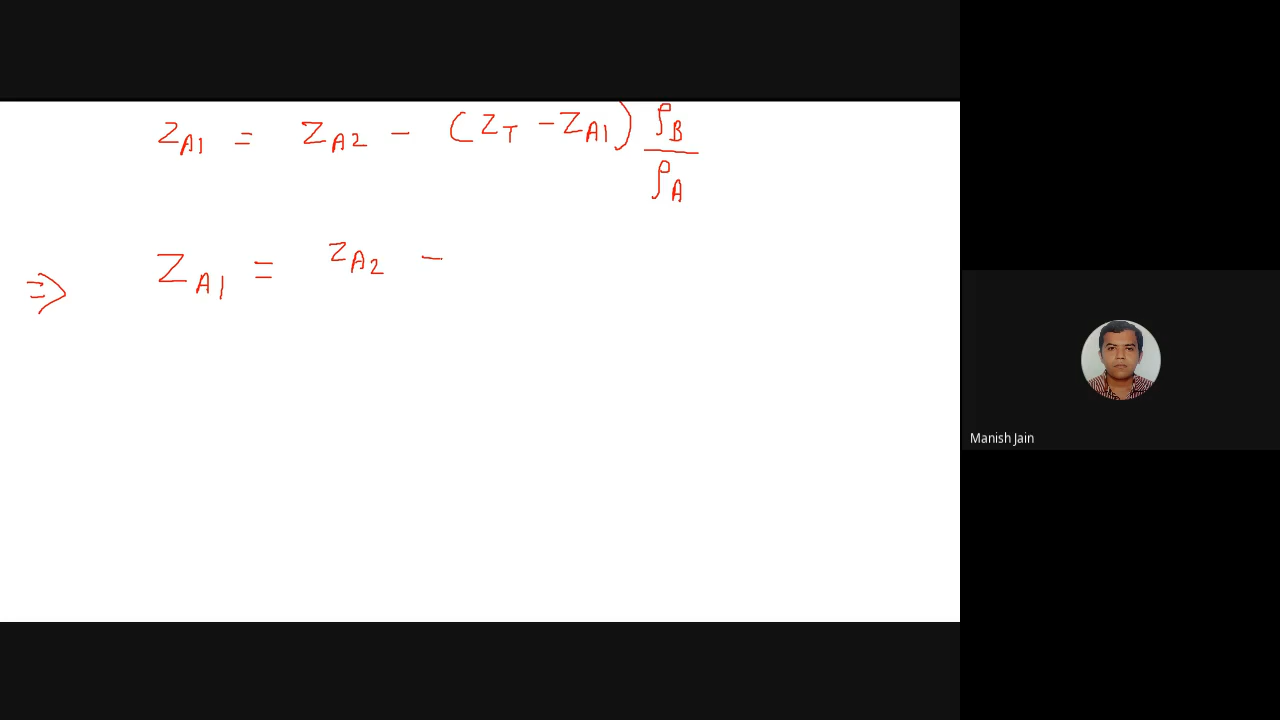 Z_A1 = Z_A2 - (Z_T - Z_A1) ρ_B / ρ_A
⇒ Z_A1 = Z_A2 -
Manish Jain